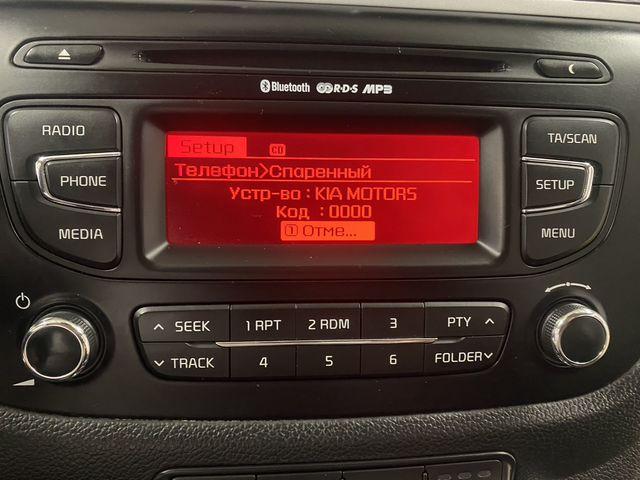 Bluetooth R·D·S MP3
RADIO
PHONE
MEDIA
Setup CD
Телефон>Спаренный
Устр-во : KIA MOTORS
Код : 0000
1 Отме...
TA/SCAN
SETUP
MENU
SEEK 1 RPT 2 RDM 3 PTY
TRACK 4 5 6 FOLDER